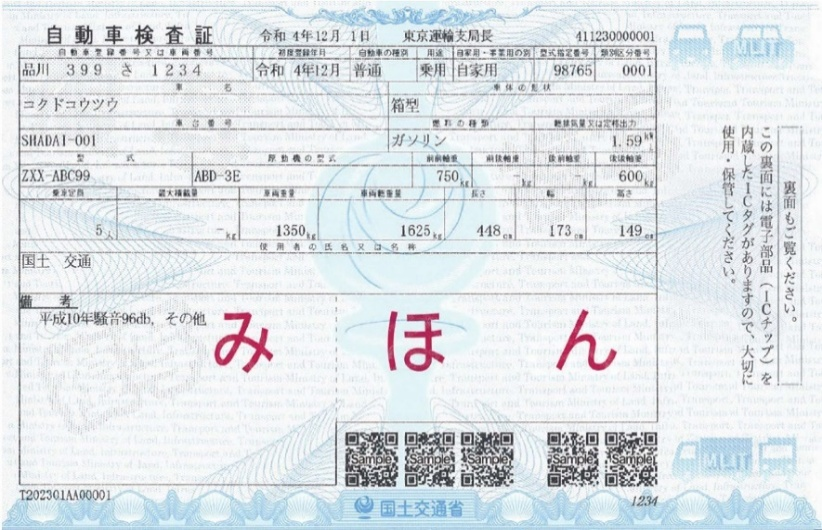 自動車検査証 令和 4年12月 1日 東京運輸支局長 411230000001
自動車登録番号又は車両番号 初度登録年月 自動車の種別 用途 自家用・事業用の別 型式指定番号 類別区分番号
品川 399 さ 1234 令和 4年12月 普通 乗用 自家用 98765 0001
車名 車体の形状
コクドコウツウ 箱型
車台番号 燃料の種類 総排気量又は定格出力
SHADAI-001 ガソリン 1.59
型式 原動機の型式 前前軸重 前後軸重 後前軸重 後後軸重
ZXX-ABC99 ABD-3E 750kg -kg -kg 600kg
乗車定員 最大積載量 車両重量 車両総重量 長さ 幅 高さ
5人 -kg 1350kg 1625kg 448cm 173cm 149cm
使用者の氏名又は名称
国土 交通
備考
平成10年騒音96db, その他
みほん
Sample Sample Sample Sample Sample
T202301AA00001
国土交通省
1234
裏面もご覧ください。
この裏面には電子部品(ICチップ)を
内蔵したICタグがありますので、大切に
使用・保管してください。
MLIT
MLIT